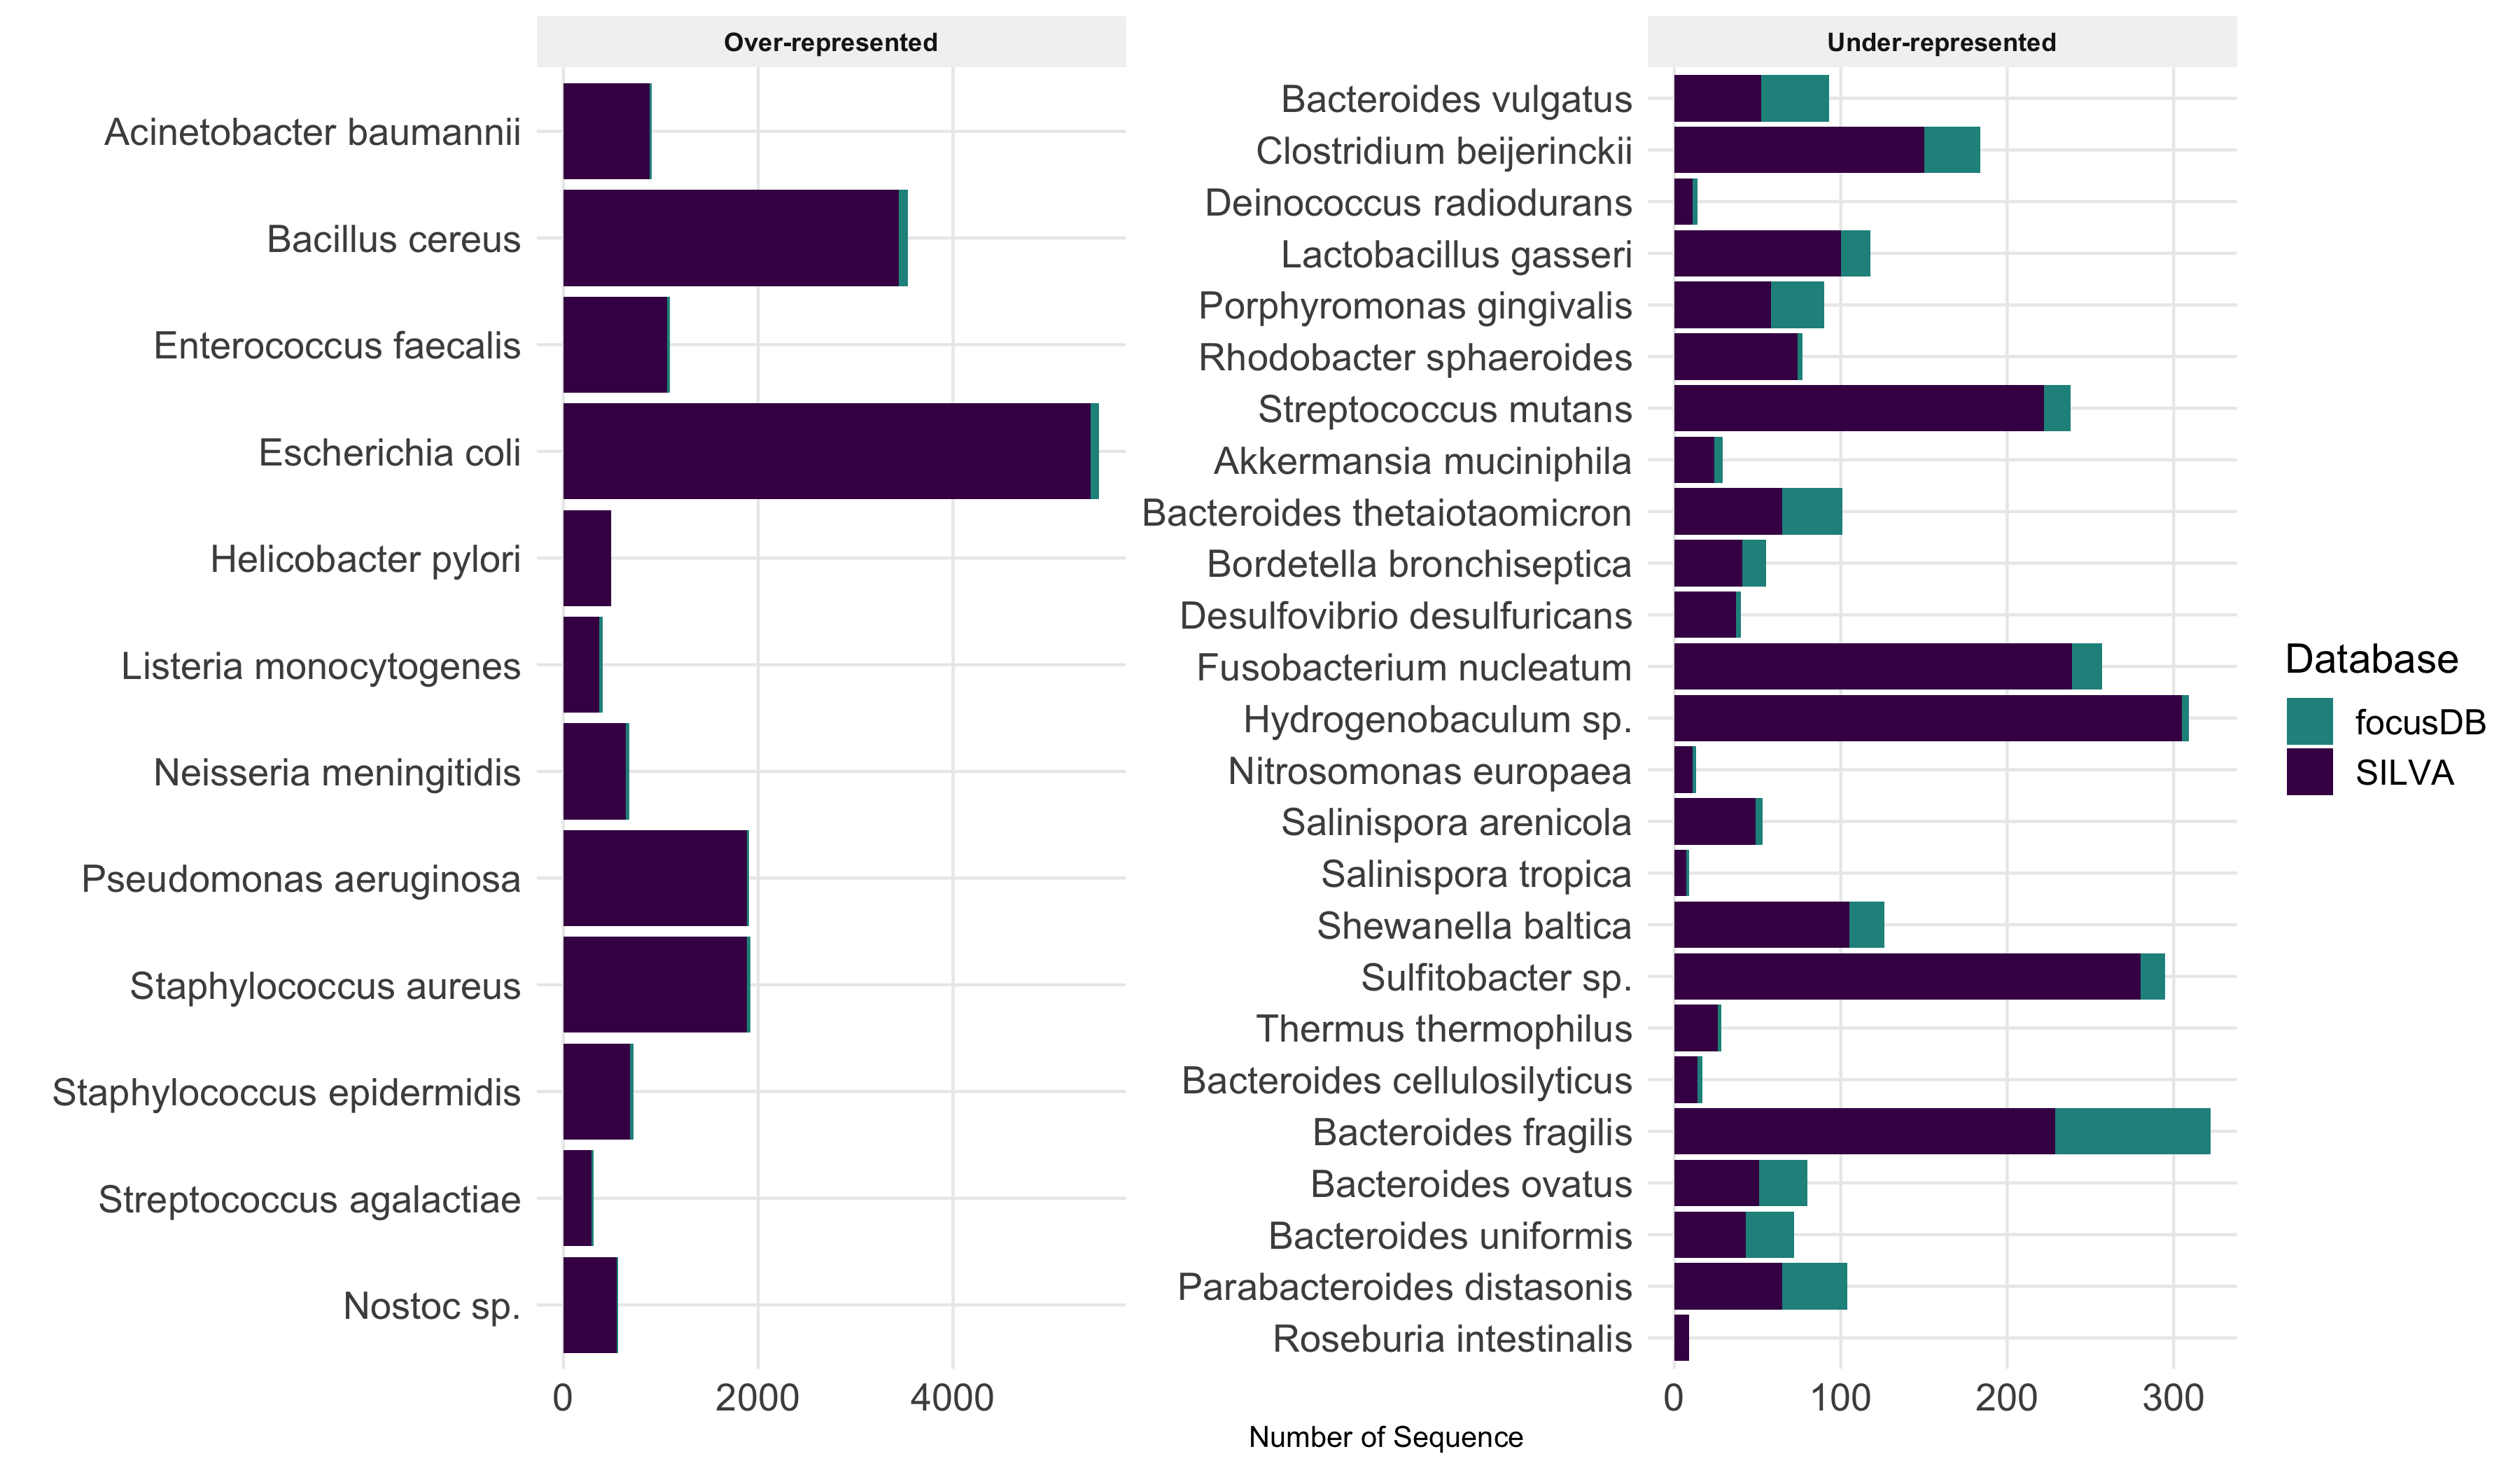 Over-represented
Acinetobacter baumannii
Bacillus cereus
Enterococcus faecalis
Escherichia coli
Helicobacter pylori
Listeria monocytogenes
Neisseria meningitidis
Pseudomonas aeruginosa
Staphylococcus aureus
Staphylococcus epidermidis
Streptococcus agalactiae
Nostoc sp.
0 2000 4000
Under-represented
Bacteroides vulgatus
Clostridium beijerinckii
Deinococcus radiodurans
Lactobacillus gasseri
Porphyromonas gingivalis
Rhodobacter sphaeroides
Streptococcus mutans
Akkermansia muciniphila
Bacteroides thetaiotaomicron
Bordetella bronchiseptica
Desulfovibrio desulfuricans
Fusobacterium nucleatum
Hydrogenobaculum sp.
Nitrosomonas europaea
Salinispora arenicola
Salinispora tropica
Shewanella baltica
Sulfitobacter sp.
Thermus thermophilus
Bacteroides cellulosilyticus
Bacteroides fragilis
Bacteroides ovatus
Bacteroides uniformis
Parabacteroides distasonis
Roseburia intestinalis
0 100 200 300
Number of Sequence
Database
focusDB
SILVA